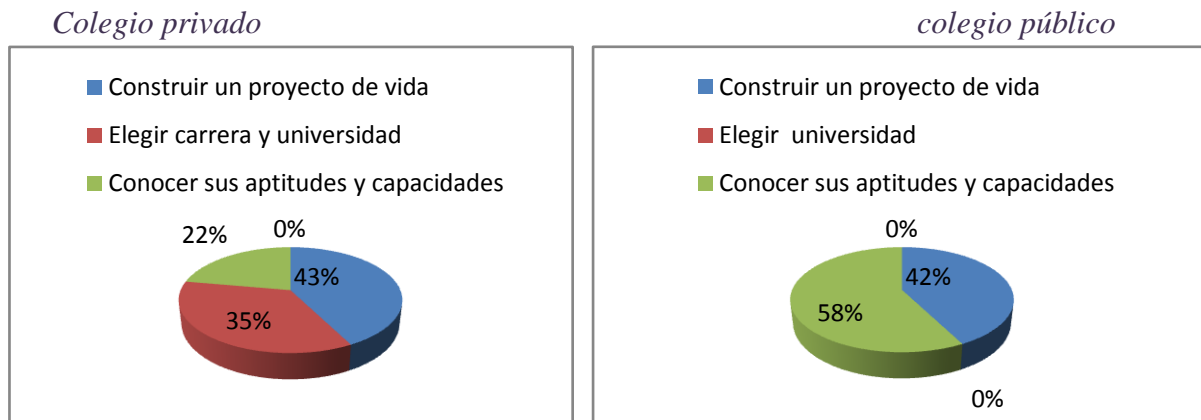 Colegio privado
colegio público
Construir un proyecto de vida
Elegir carrera y universidad
Conocer sus aptitudes y capacidades
22%
0%
43%
35%
Construir un proyecto de vida
Elegir  universidad
Conocer sus aptitudes y capacidades
0%
42%
58%
0%